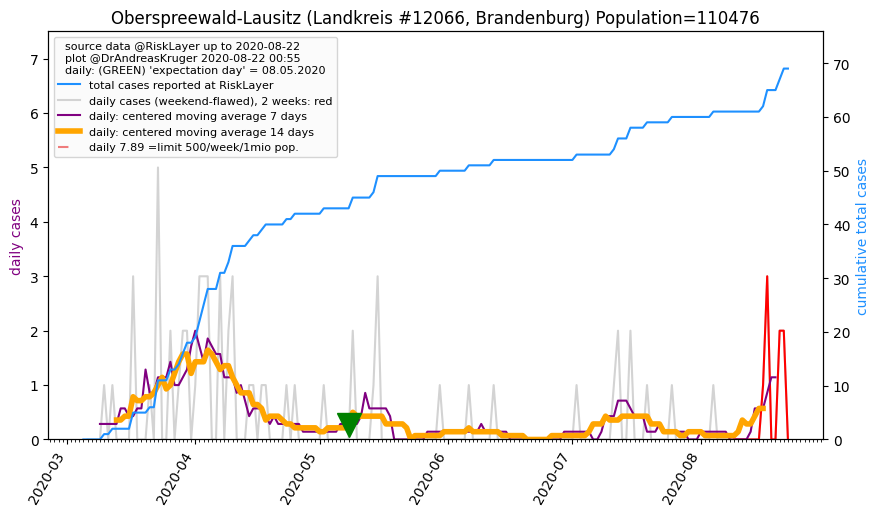 Oberspreewald-Lausitz (Landkreis #12066, Brandenburg) Population=110476
source data @RiskLayer up to 2020-08-22
plot @DrAndreasKruger 2020-08-22 00:55
daily: (GREEN) 'expectation day' = 08.05.2020
total cases reported at RiskLayer
daily cases (weekend-flawed), 2 weeks: red
daily: centered moving average 7 days
daily: centered moving average 14 days
daily 7.89 =limit 500/week/1mio pop.
daily cases
7
6
5
4
3
2
1
0
cumulative total cases
70
60
50
40
30
20
10
0
2020-03
2020-04
2020-05
2020-06
2020-07
2020-08